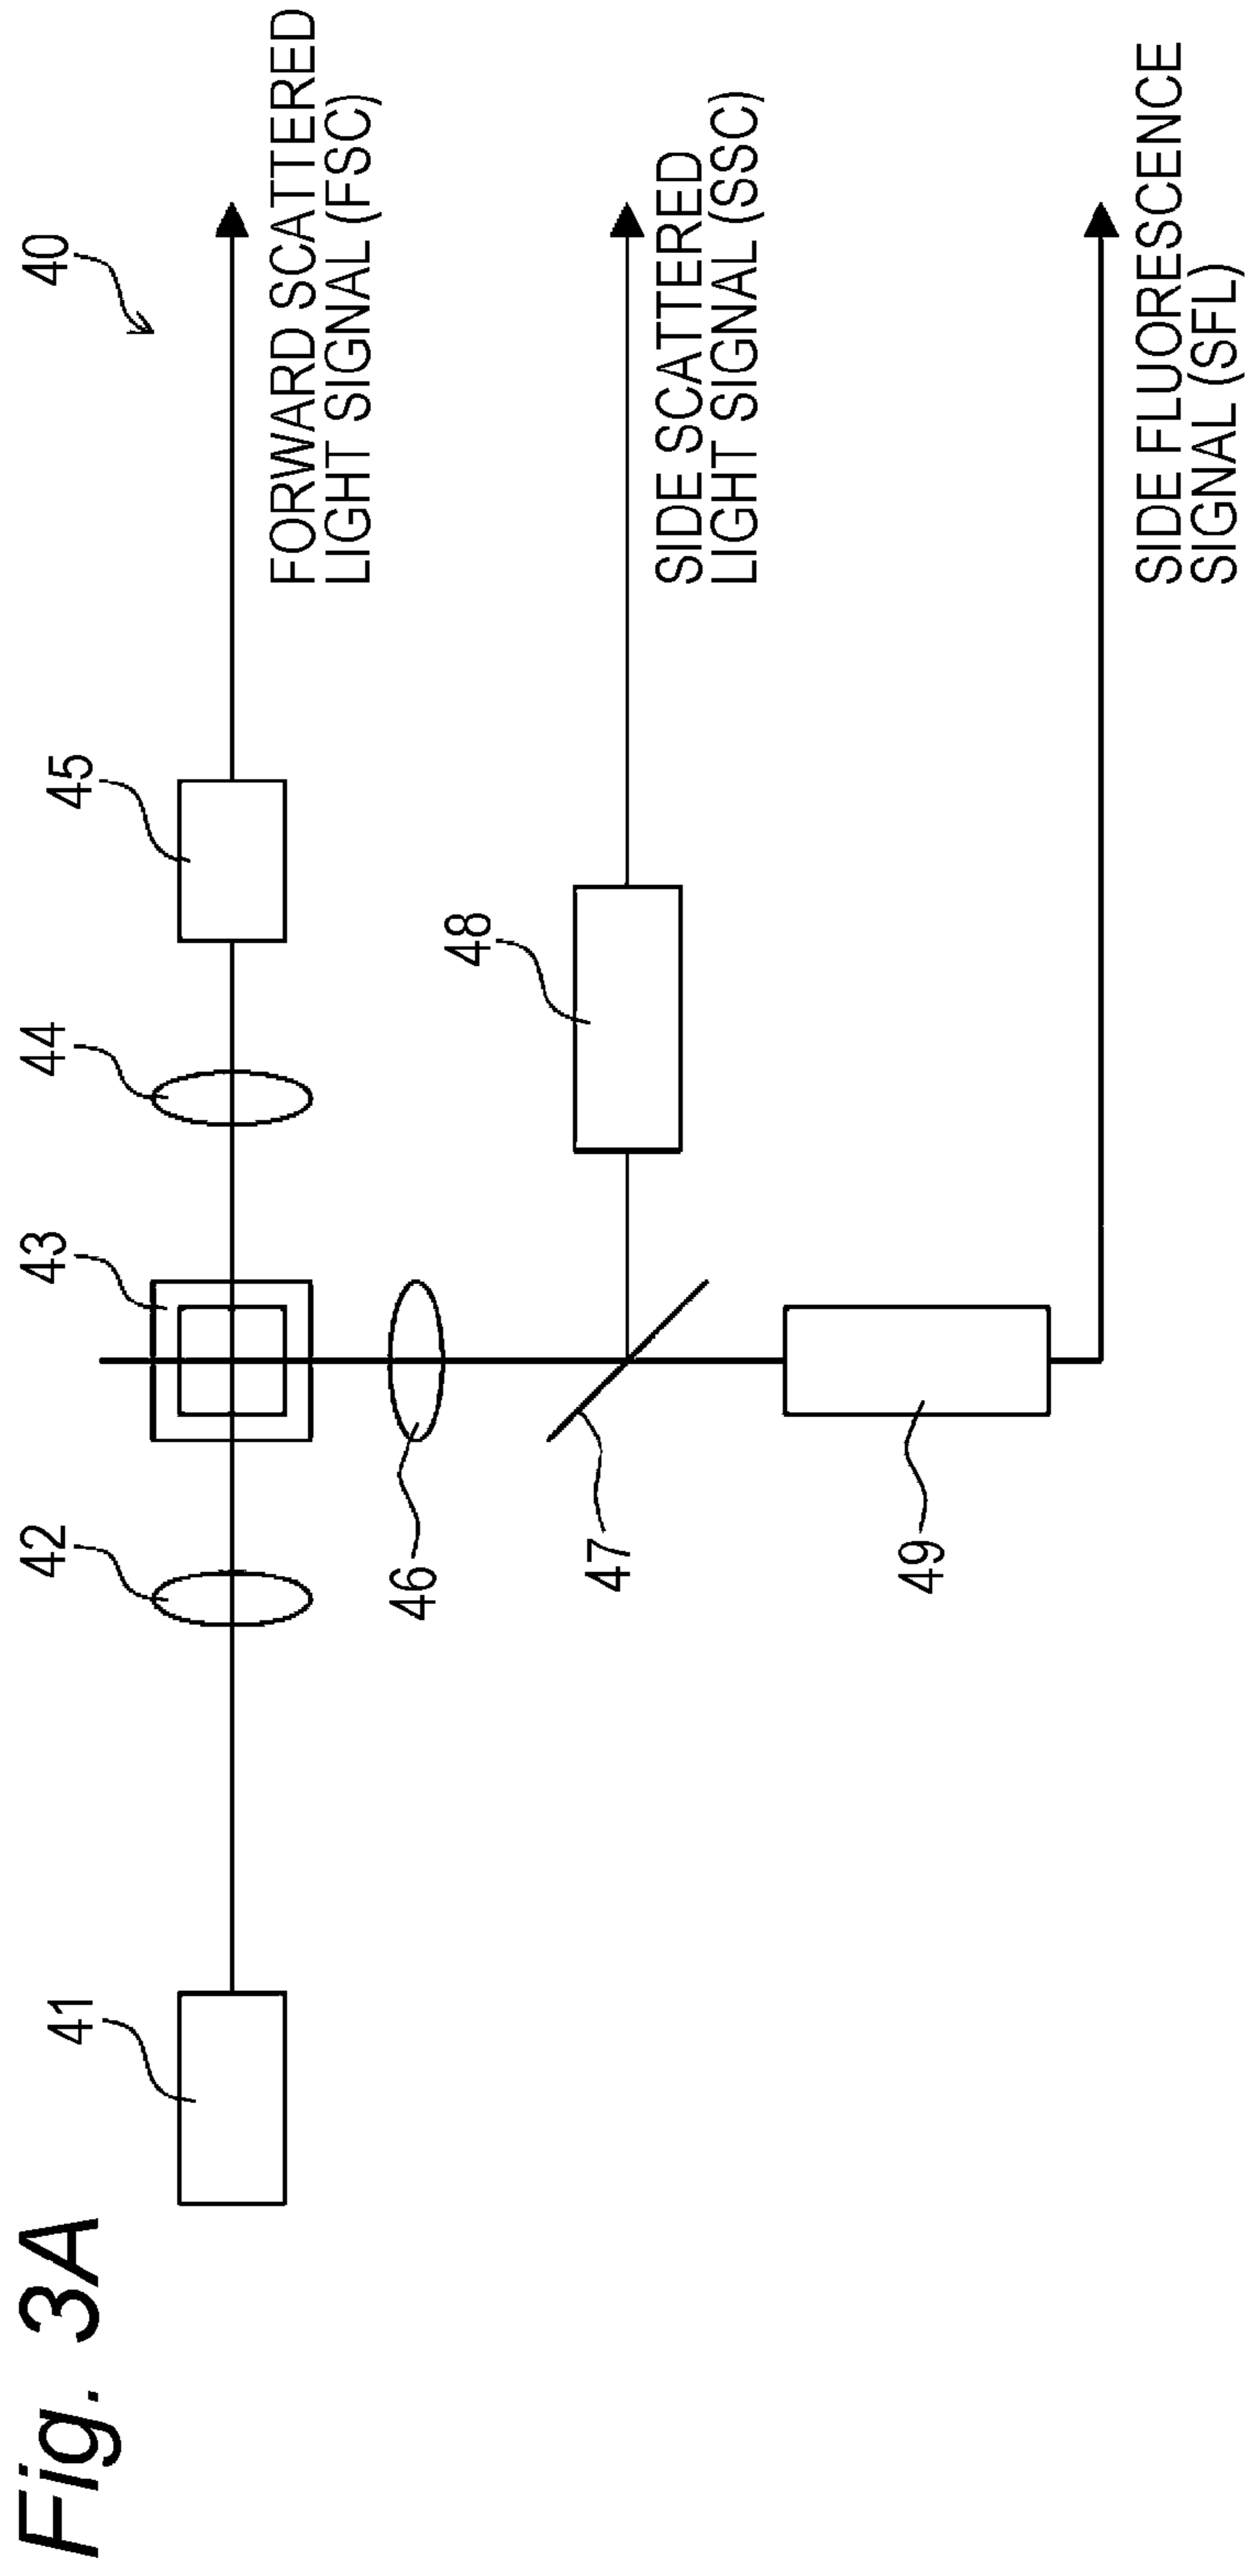 Fig. 3A
40
41
42
43
44
45
FORWARD SCATTERED
LIGHT SIGNAL (FSC)
46
48
SIDE SCATTERED
LIGHT SIGNAL (SSC)
47
49
SIDE FLUORESCENCE
SIGNAL (SFL)